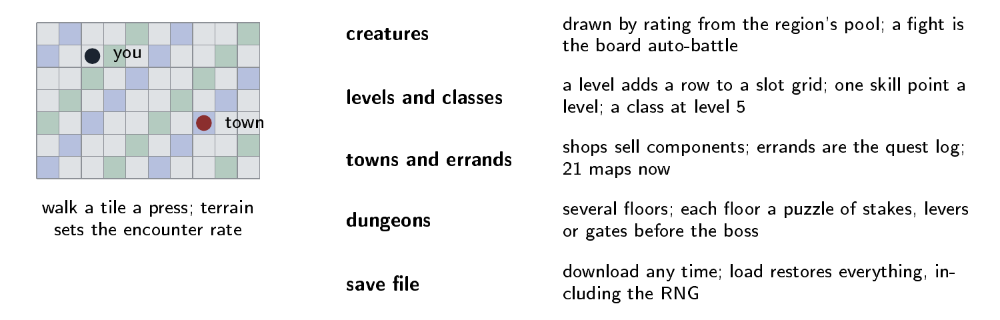 you
town
walk a tile a press; terrain
sets the encounter rate
creatures
drawn by rating from the region's pool; a fight is
the board auto-battle
levels and classes
a level adds a row to a slot grid; one skill point a
level; a class at level 5
towns and errands
shops sell components; errands are the quest log;
21 maps now
dungeons
several floors; each floor a puzzle of stakes, levers
or gates before the boss
save file
download any time; load restores everything, in-
cluding the RNG